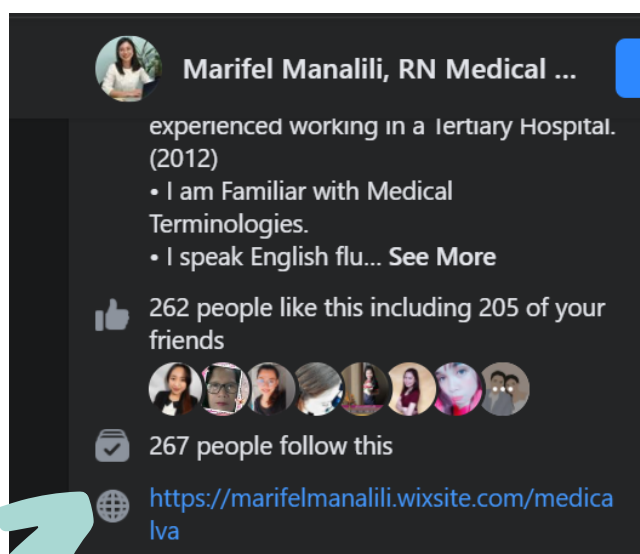 Marifel Manalili, RN Medical ...
experienced working in a Tertiary Hospital.
(2012)
• I am Familiar with Medical
Terminologies.
• I speak English flu... See More
262 people like this including 205 of your
friends
267 people follow this
https://marifelmanalili.wixsite.com/medica
lva